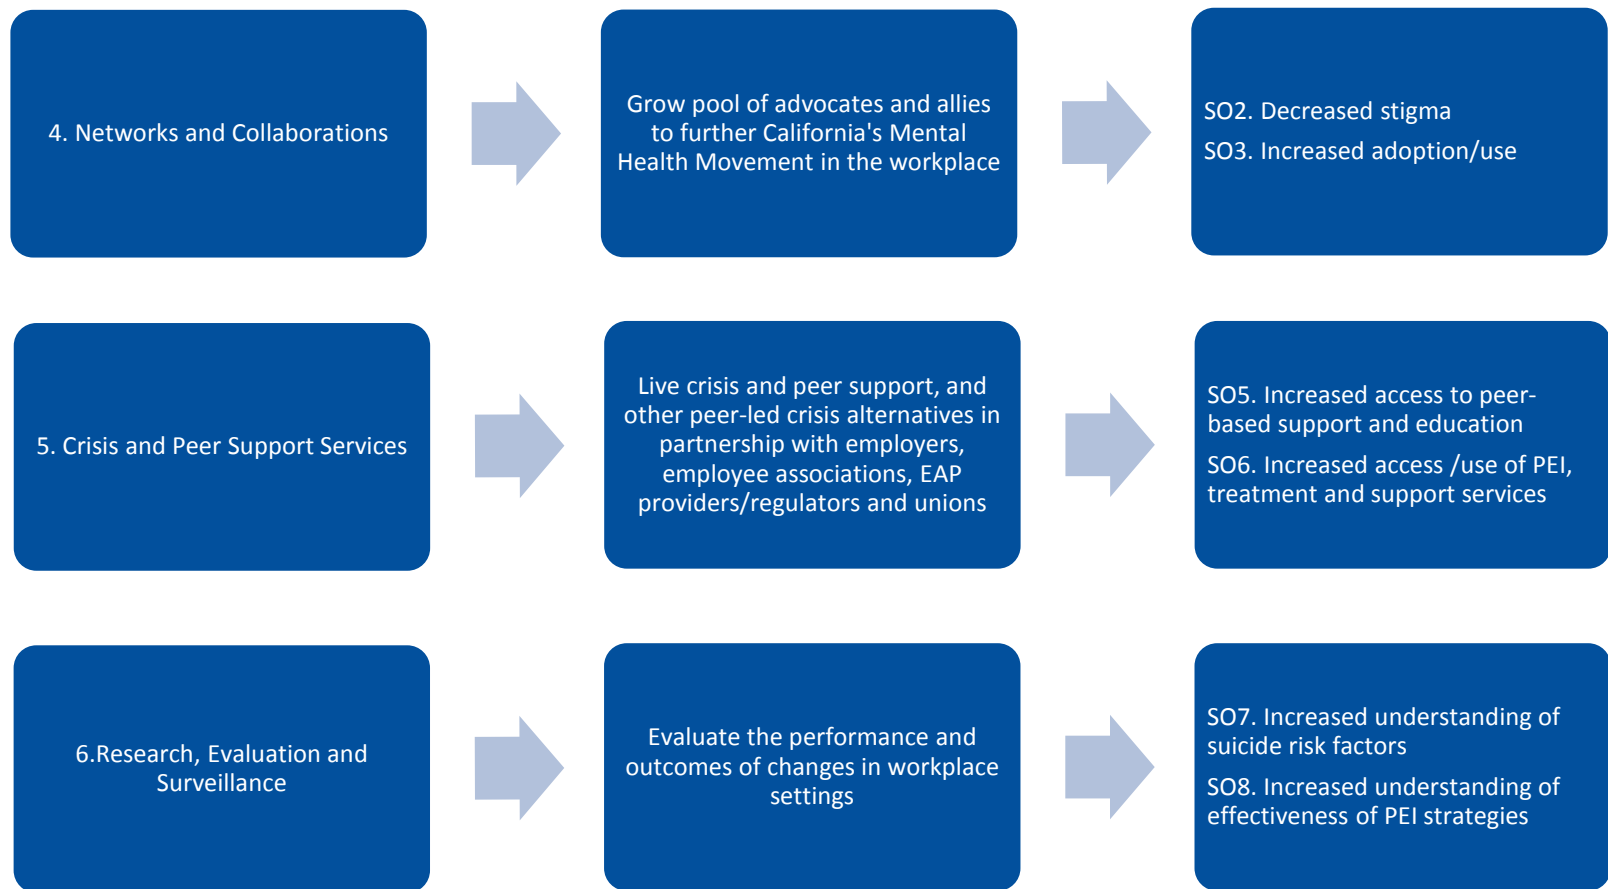 4. Networks and Collaborations
Grow pool of advocates and allies
to further California's Mental
Health Movement in the workplace
SO2. Decreased stigma
SO3. Increased adoption/use
5. Crisis and Peer Support Services
Live crisis and peer support, and
other peer-led crisis alternatives in
partnership with employers,
employee associations, EAP
providers/regulators and unions
SO5. Increased access to peer-
based support and education
SO6. Increased access /use of PEI,
treatment and support services
6.Research, Evaluation and
Surveillance
Evaluate the performance and
outcomes of changes in workplace
settings
SO7. Increased understanding of
suicide risk factors
SO8. Increased understanding of
effectiveness of PEI strategies